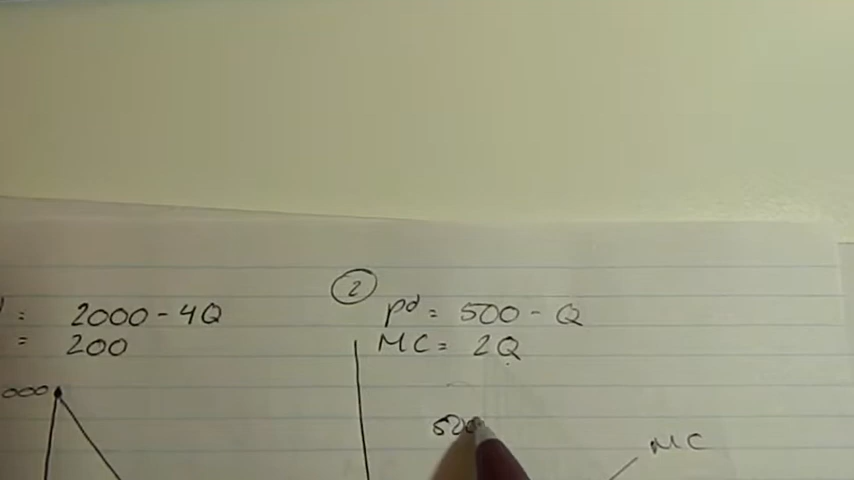 : 2000 - 4Q
= 200
000
②
pᵈ = 500 - Q
MC = 2Q
500
MC